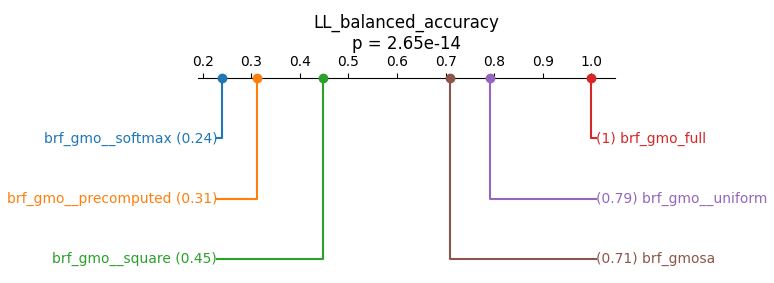 LL_balanced_accuracy
p = 2.65e-14
0.2 0.3 0.4 0.5 0.6 0.7 0.8 0.9 1.0
brf_gmo__softmax (0.24)
(1) brf_gmo_full
brf_gmo__precomputed (0.31)
(0.79) brf_gmo__uniform
brf_gmo__square (0.45)
(0.71) brf_gmosa